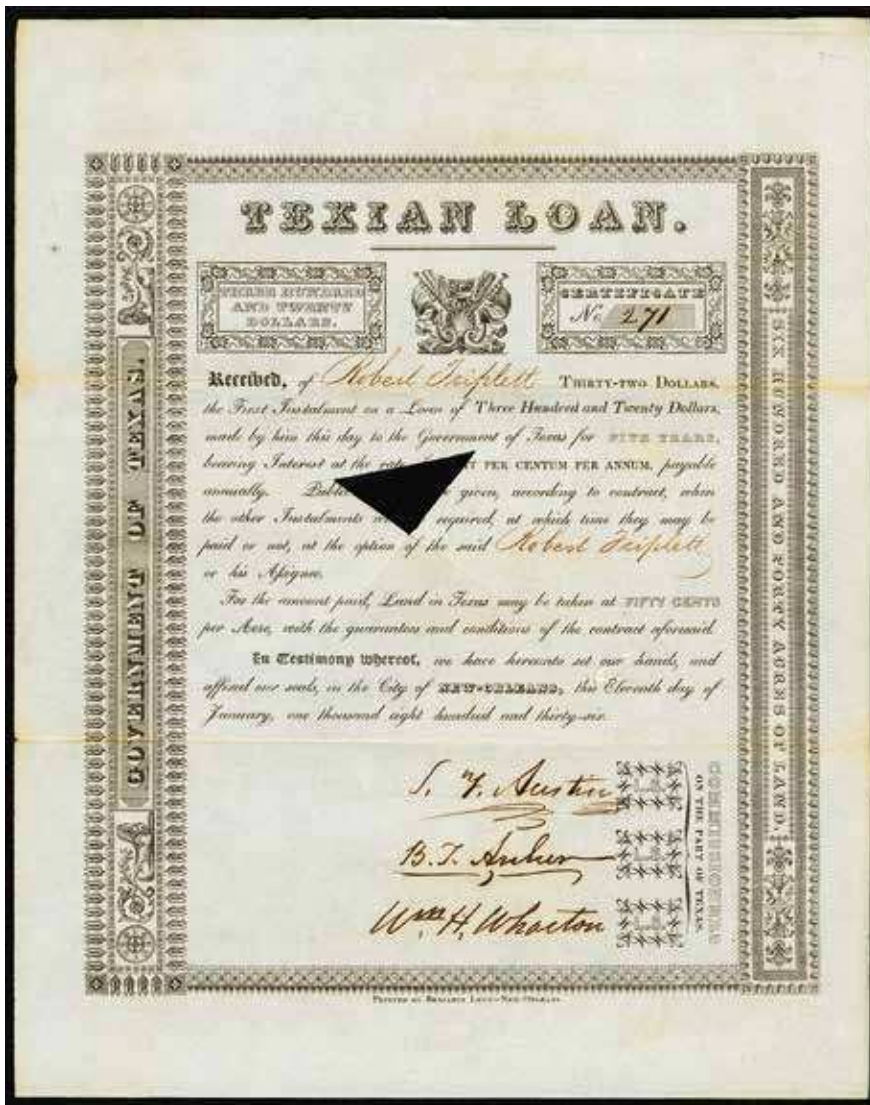 TEXIAN LOAN.
THREE HUNDRED
AND TWENTY
DOLLARS.
CERTIFICATE
No. 271
Received, of Robert Triplett THIRTY-TWO DOLLARS,
the First Instalment on a Loan of Three Hundred and Twenty Dollars,
made by him this day to the Government of Texas for FIVE YEARS,
bearing Interest at the rate PER CENTUM PER ANNUM, payable
annually. given, according to contract, when
the other Instalments required, at which time they may be
paid or not, at the option of the said Robert Triplett
or his Assignee.
For the amount paid, Land in Texas may be taken at FIFTY CENTS
per Acre, with the guarantees and conditions of the contract aforesaid.
In Testimony whereof, we have hereunto set our hands, and
affixed our seals, in the City of NEW-ORLEANS, this Eleventh day of
January, one thousand eight hundred and thirty-six.
S. F. Austin
B. T. Archer
Wm H. Wharton
COMMISSIONERS
ON THE PART OF TEXAS.
GOVERNMENT OF TEXAS.
SIX HUNDRED AND FORTY ACRES OF LAND.
PRINTED BY BENJAMIN LEVY—NEW-ORLEANS.